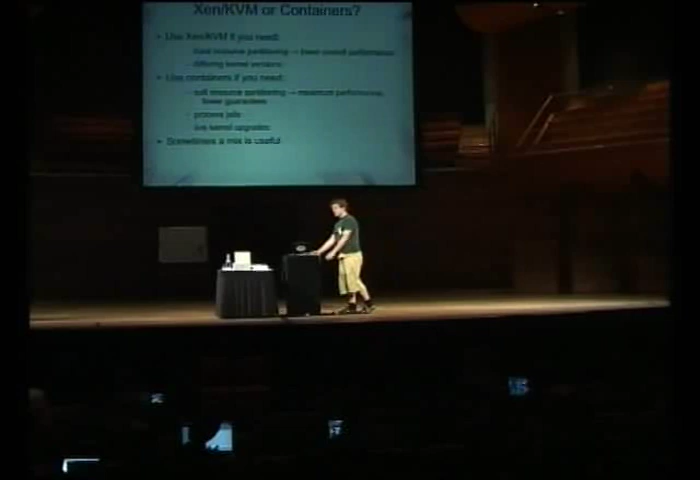 Xen/KVM or Containers?
• Use Xen/KVM if you need:
– hard resource partitioning → lower overall performance
– differing kernel versions
• Use containers if you need:
– soft resource partitioning → maximum performance,
fewer guarantees
– process jails
– live kernel upgrades
• Sometimes a mix is useful